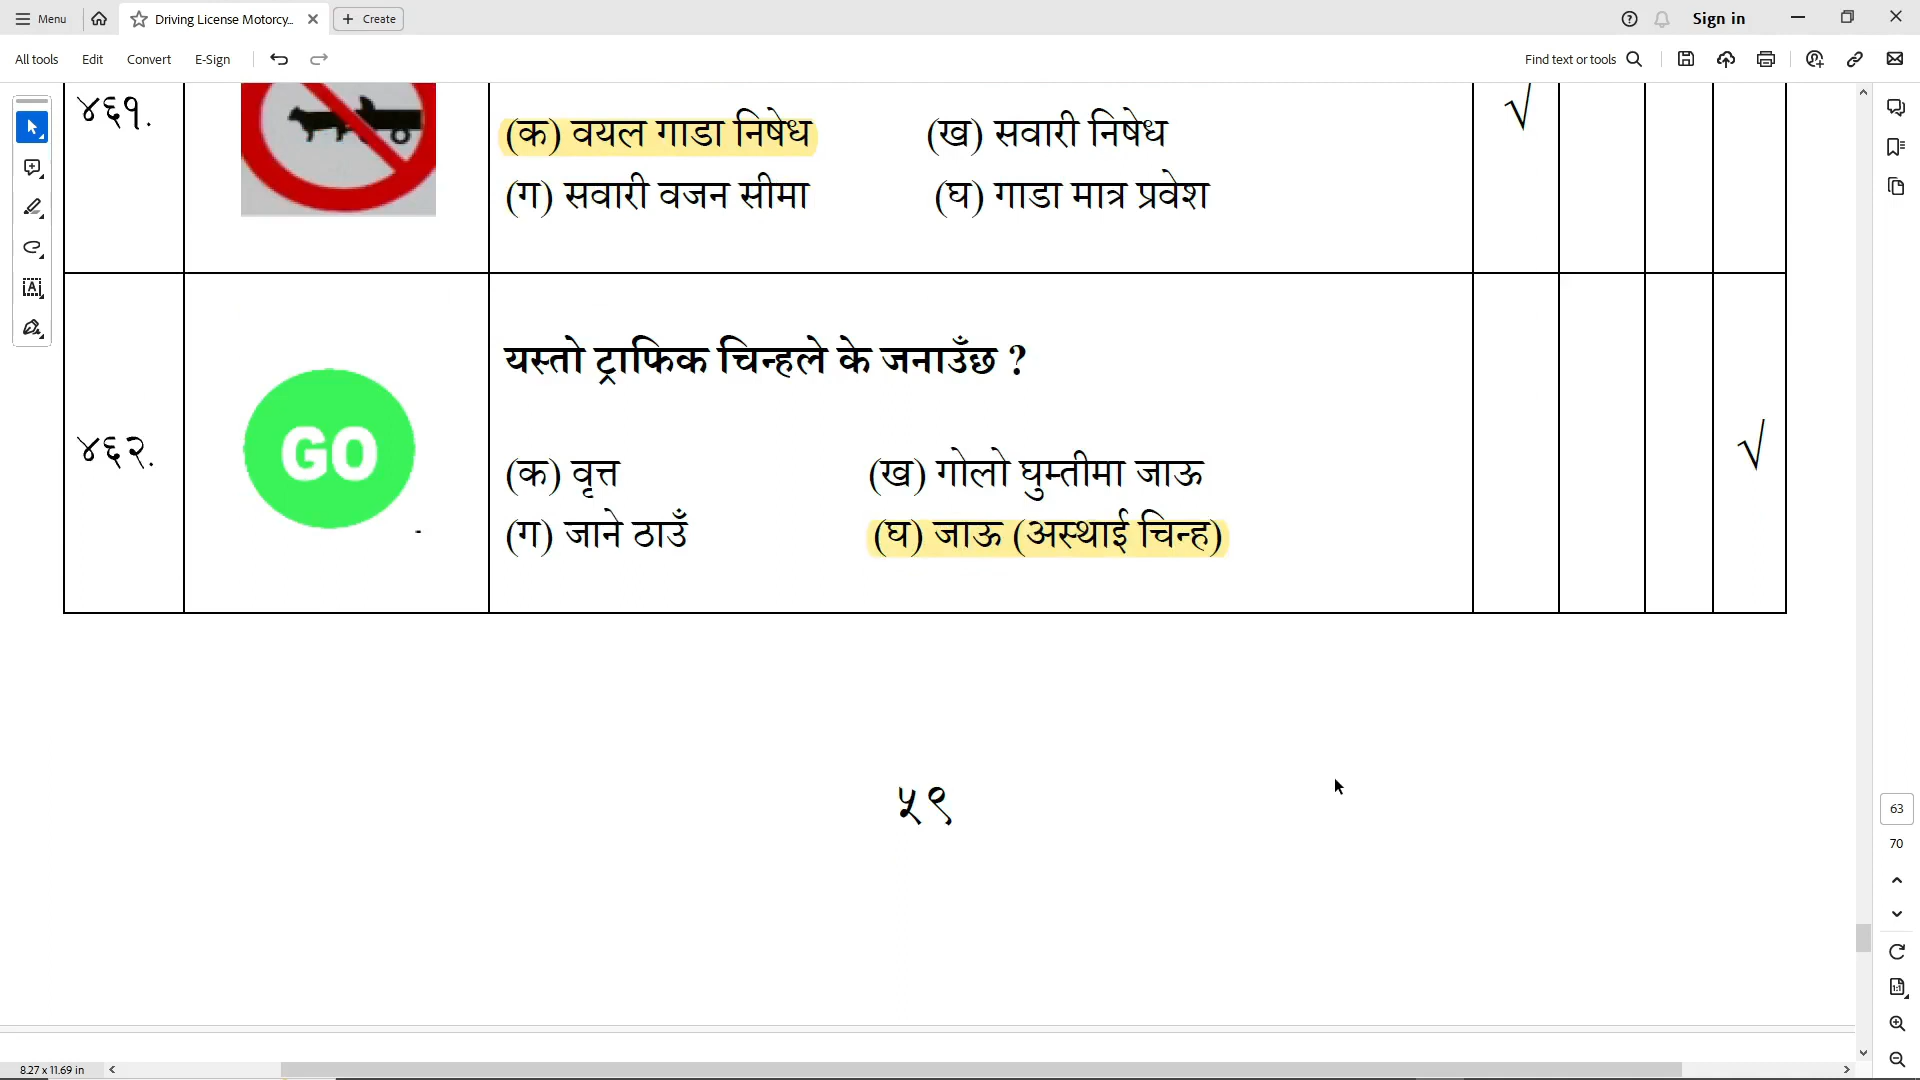 Menu
Driving License Motorcy...
Create
Sign in
All tools
Edit
Convert
E-Sign
Find text or tools
४६१.
(क) वयल गाडा निषेध (ख) सवारी निषेध
(ग) सवारी वजन सीमा (घ) गाडा मात्र प्रवेश
√
४६२.
GO
यस्तो ट्राफिक चिन्हले के जनाउँछ ?
(क) वृत्त (ख) गोलो घुम्तीमा जाऊ
(ग) जाने ठाउँ (घ) जाऊ (अस्थाई चिन्ह)
√
५९
63
70
8.27 x 11.69 in